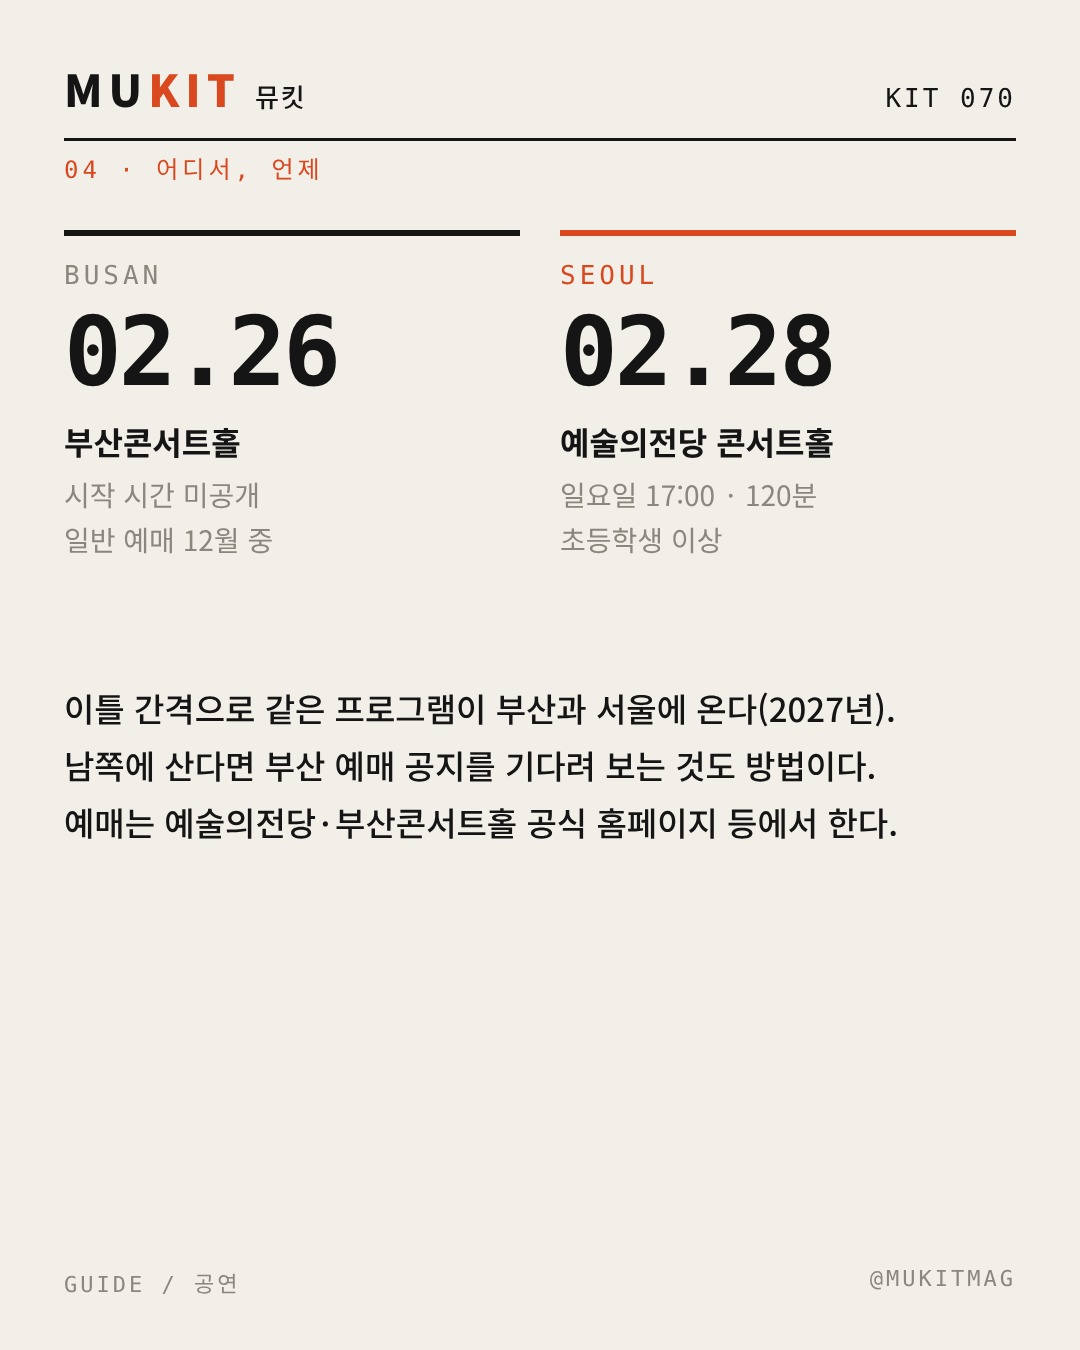 MUKIT 뮤킷
KIT 070
04 · 어디서, 언제
BUSAN
02.26
부산콘서트홀
시작 시간 미공개
일반 예매 12월 중
SEOUL
02.28
예술의전당 콘서트홀
일요일 17:00 · 120분
초등학생 이상
이틀 간격으로 같은 프로그램이 부산과 서울에 온다(2027년).
남쪽에 산다면 부산 예매 공지를 기다려 보는 것도 방법이다.
예매는 예술의전당·부산콘서트홀 공식 홈페이지 등에서 한다.
GUIDE / 공연
@MUKITMAG